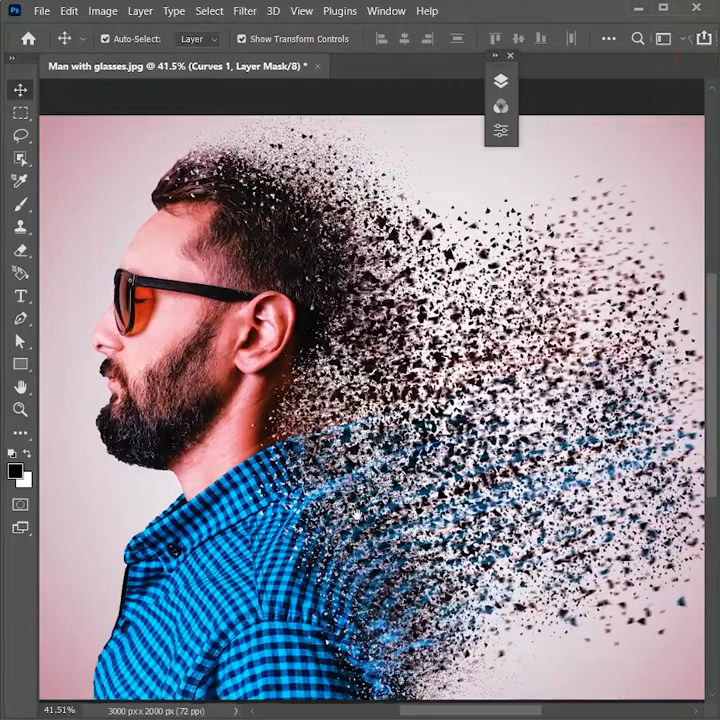 Ps File Edit Image Layer Type Select Filter 3D View Plugins Window Help
Auto-Select: Layer Show Transform Controls
Man with glasses.jpg @ 41.5% (Curves 1, Layer Mask/8) *
41.51% 3000 px x 2000 px (72 ppi)